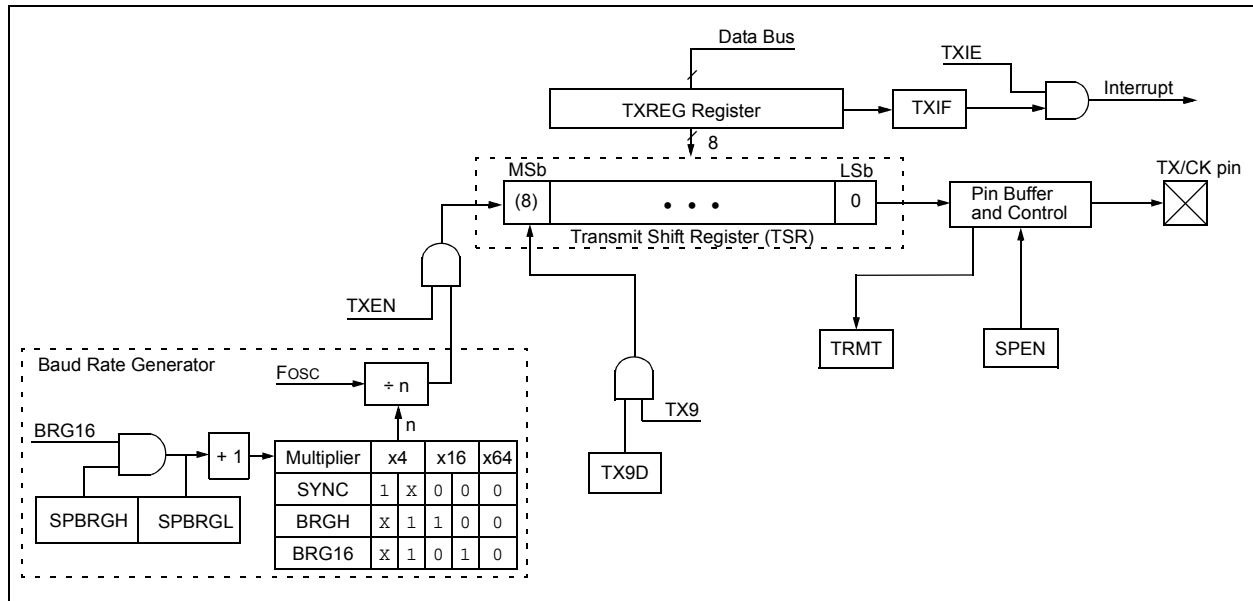 Data Bus
TXIE
Interrupt
TXREG Register
TXIF
8
MSb
LSb
TX/CK pin
(8)
• • •
0
Pin Buffer
and Control
Transmit Shift Register (TSR)
TXEN
TRMT
SPEN
Baud Rate Generator
FOSC
÷ n
n
TX9
TX9D
BRG16
+ 1
SPBRGH SPBRGL
Multiplier x4 x16 x64
SYNC 1 X 0 0 0
BRGH X 1 1 0 0
BRG16 X 1 0 1 0